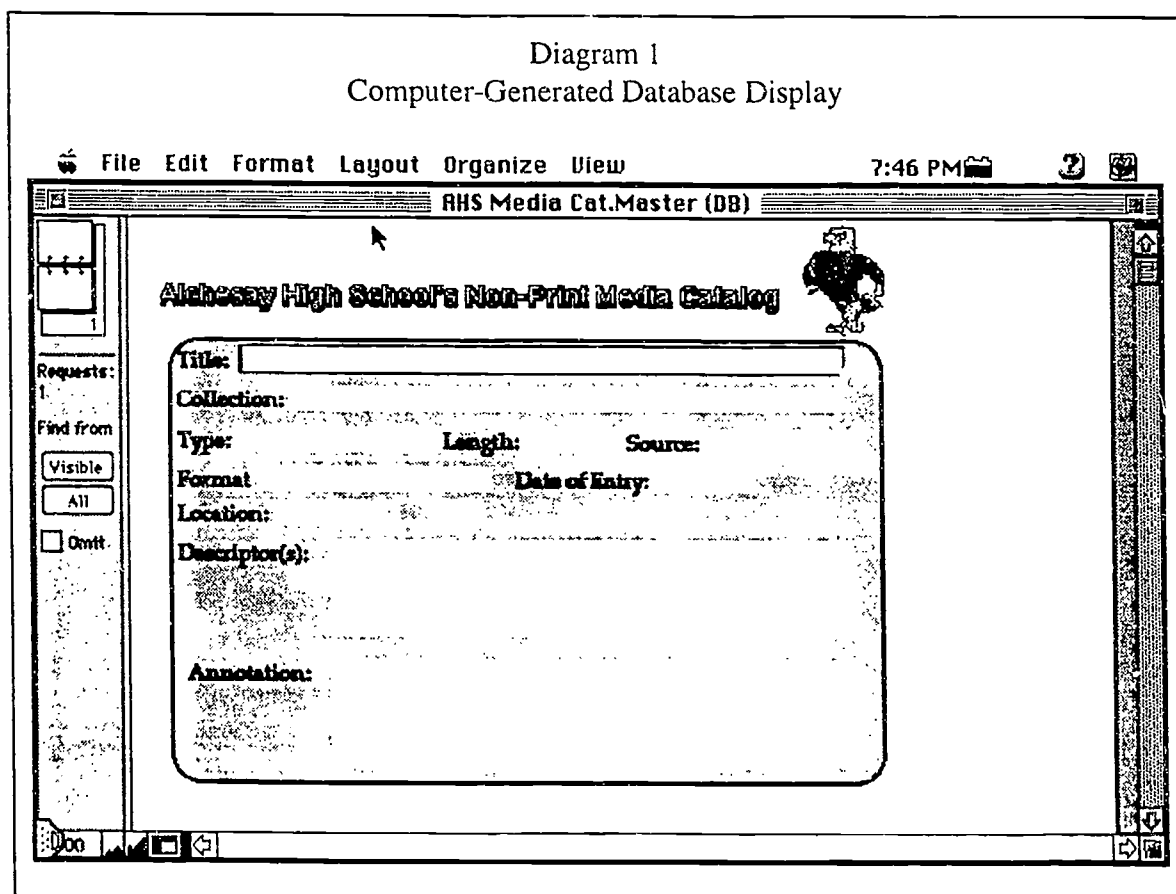 Diagram 1
Computer-Generated Database Display
File Edit Format Layout Organize View 7:46 PM
AHS Media Cat.Master (DB)
Alchesay High School's Non-Print Media Catalog
1
Requests:
1
Find from
Visible
All
Omit
Title:
Collection:
Type: Length: Source:
Format Date of Entry:
Location:
Descriptor(s):
Annotation: